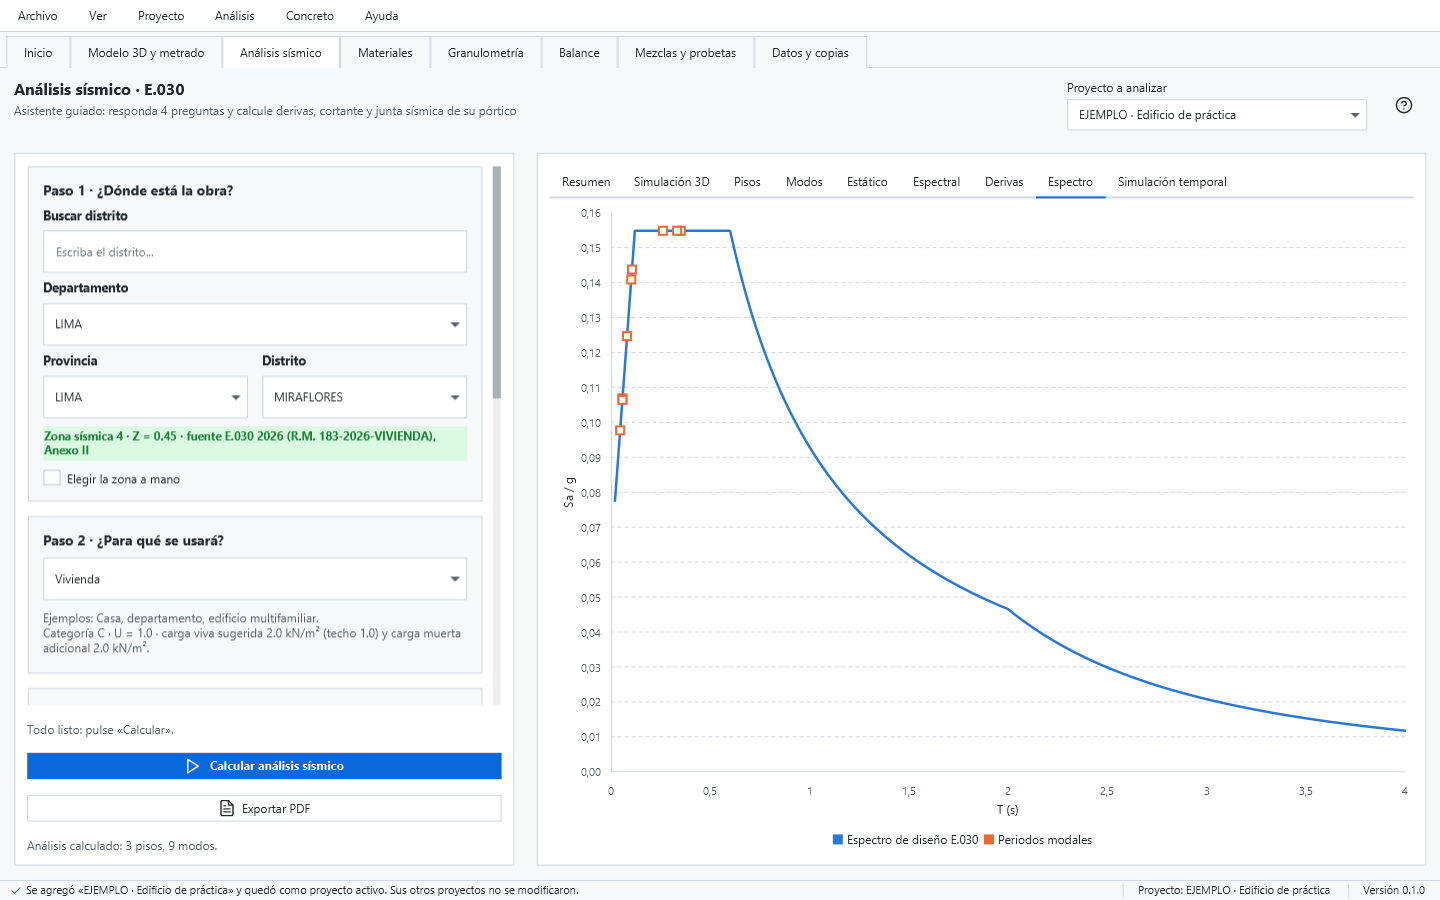 Archivo Ver Proyecto Análisis Concreto Ayuda
Inicio Modelo 3D y metrado Análisis sísmico Materiales Granulometría Balance Mezclas y probetas Datos y copias
Análisis sísmico · E.030
Asistente guiado: responda 4 preguntas y calcule derivas, cortante y junta sísmica de su pórtico
Proyecto a analizar
EJEMPLO · Edificio de práctica
Paso 1 · ¿Dónde está la obra?
Buscar distrito
Escriba el distrito...
Departamento
LIMA
Provincia Distrito
LIMA MIRAFLORES
Zona sísmica 4 · Z = 0.45 · fuente E.030 2026 (R.M. 183-2026-VIVIENDA),
Anexo II
Elegir la zona a mano
Paso 2 · ¿Para qué se usará?
Vivienda
Ejemplos: Casa, departamento, edificio multifamiliar.
Categoría C · U = 1.0 · carga viva sugerida 2.0 kN/m² (techo 1.0) y carga muerta
adicional 2.0 kN/m².
Todo listo: pulse «Calcular».
Calcular análisis sísmico
Exportar PDF
Análisis calculado: 3 pisos, 9 modos.
Resumen Simulación 3D Pisos Modos Estático Espectral Derivas Espectro Simulación temporal
0,16
0,15
0,14
0,13
0,12
0,11
0,10
0,09
0,08
0,07
0,06
0,05
0,04
0,03
0,02
0,01
0,00
Sa / g
0 0,5 1 1,5 2 2,5 3 3,5 4
T (s)
Espectro de diseño E.030 Periodos modales
Se agregó «EJEMPLO · Edificio de práctica» y quedó como proyecto activo. Sus otros proyectos no se modificaron.
Proyecto: EJEMPLO · Edificio de práctica
Versión 0.1.0